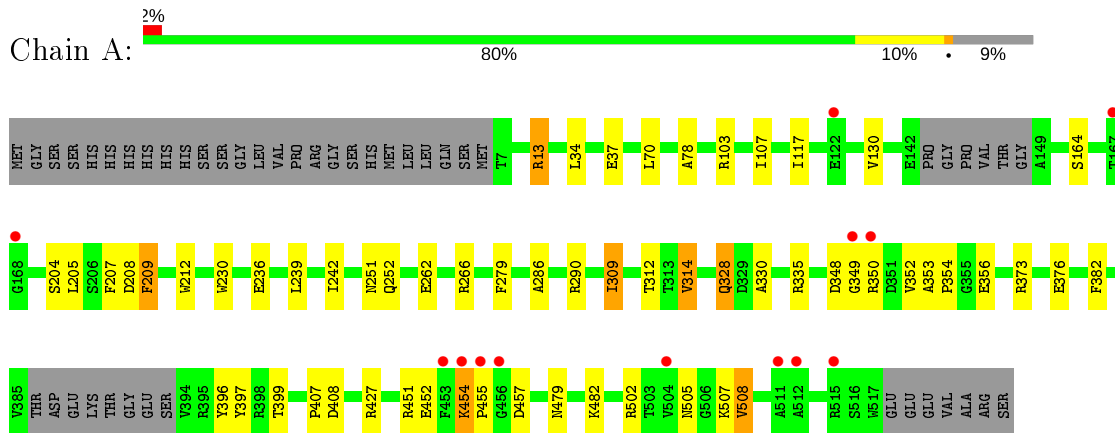 2%
Chain A:
80% 10% • 9%
MET GLY SER SER HIS HIS HIS HIS HIS HIS SER SER GLY LEU VAL PRO ARG GLY SER HIS MET LEU LEU GLN SER MET T7 R13 L34 E37 L70 A78 R103 I107 I117 E122 V130 E142 PRO GLY PRO VAL THR GLY A149 S164 T167
G168 S204 L205 S206 F207 D208 F209 W212 W230 E236 L239 I242 N251 Q252 E262 R266 F279 A286 R290 I309 T312 T313 V314 Q328 D329 A330 R335 D348 G349 R350 D351 V352 A353 P354 G355 E356 R373 E376 F382
V385 THR ASP GLU LYS THR GLY GLU SER V394 R395 Y396 Y397 R398 T399 P407 D408 R427 R451 E452 F453 K454 P455 G456 D457 N479 K482 R502 T503 V504 N505 Q506 K507 V508 A511 A512 R515 S516 W517 GLU GLU GLU VAL ALA ARG SER